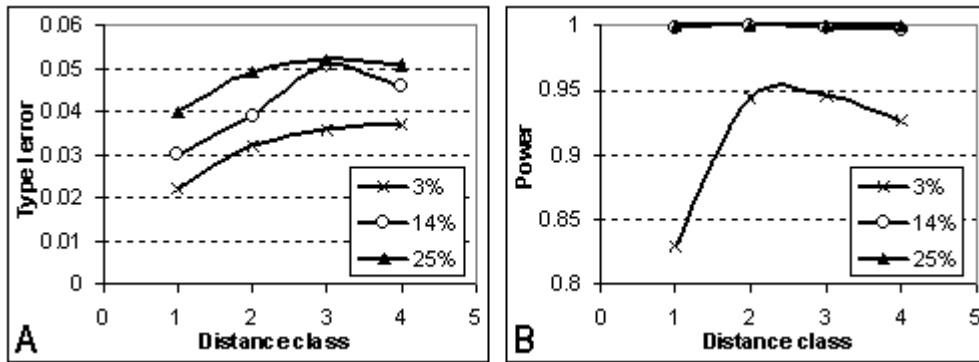 0.06
0.05
0.04
0.03
0.02
0.01
0
Type I error
0 1 2 3 4 5
Distance class
3%
14%
25%
A
1
0.95
0.9
0.85
0.8
Power
0 1 2 3 4 5
Distance class
3%
14%
25%
B